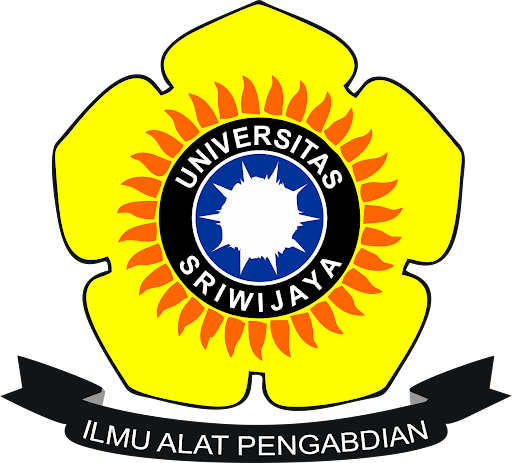 UNIVERSITAS
SRIWIJAYA
ILMU ALAT PENGABDIAN